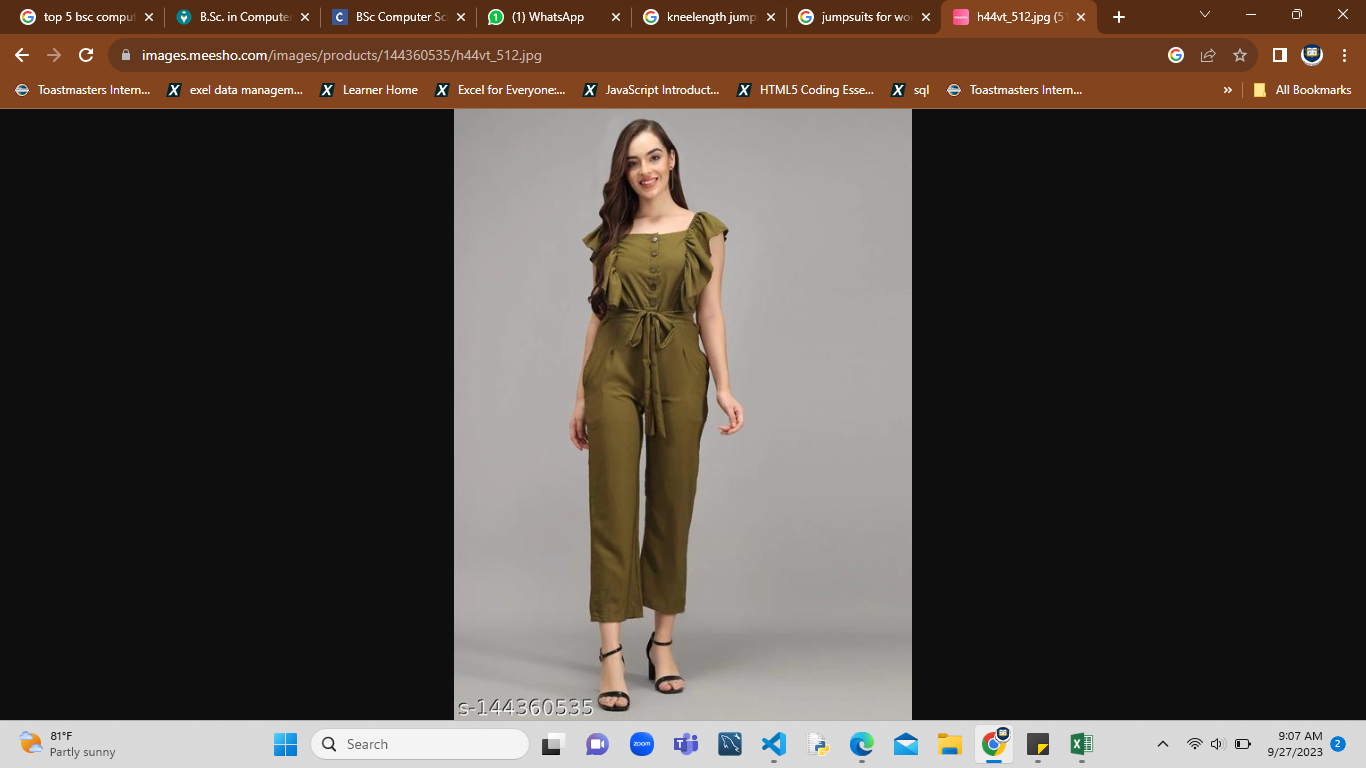 top 5 bsc comput
B.Sc. in Compute
BSc Computer Sc
(1) WhatsApp
kneelength jump
jumpsuits for wo
h44vt_512.jpg (51
images.meesho.com/images/products/144360535/h44vt_512.jpg
Toastmasters Intern...
exel data managem...
Learner Home
Excel for Everyone:...
JavaScript Introduct...
HTML5 Coding Esse...
sql
Toastmasters Intern...
»
All Bookmarks
s-144360535
81°F
Partly sunny
Search
zoom
9:07 AM
9/27/2023
2